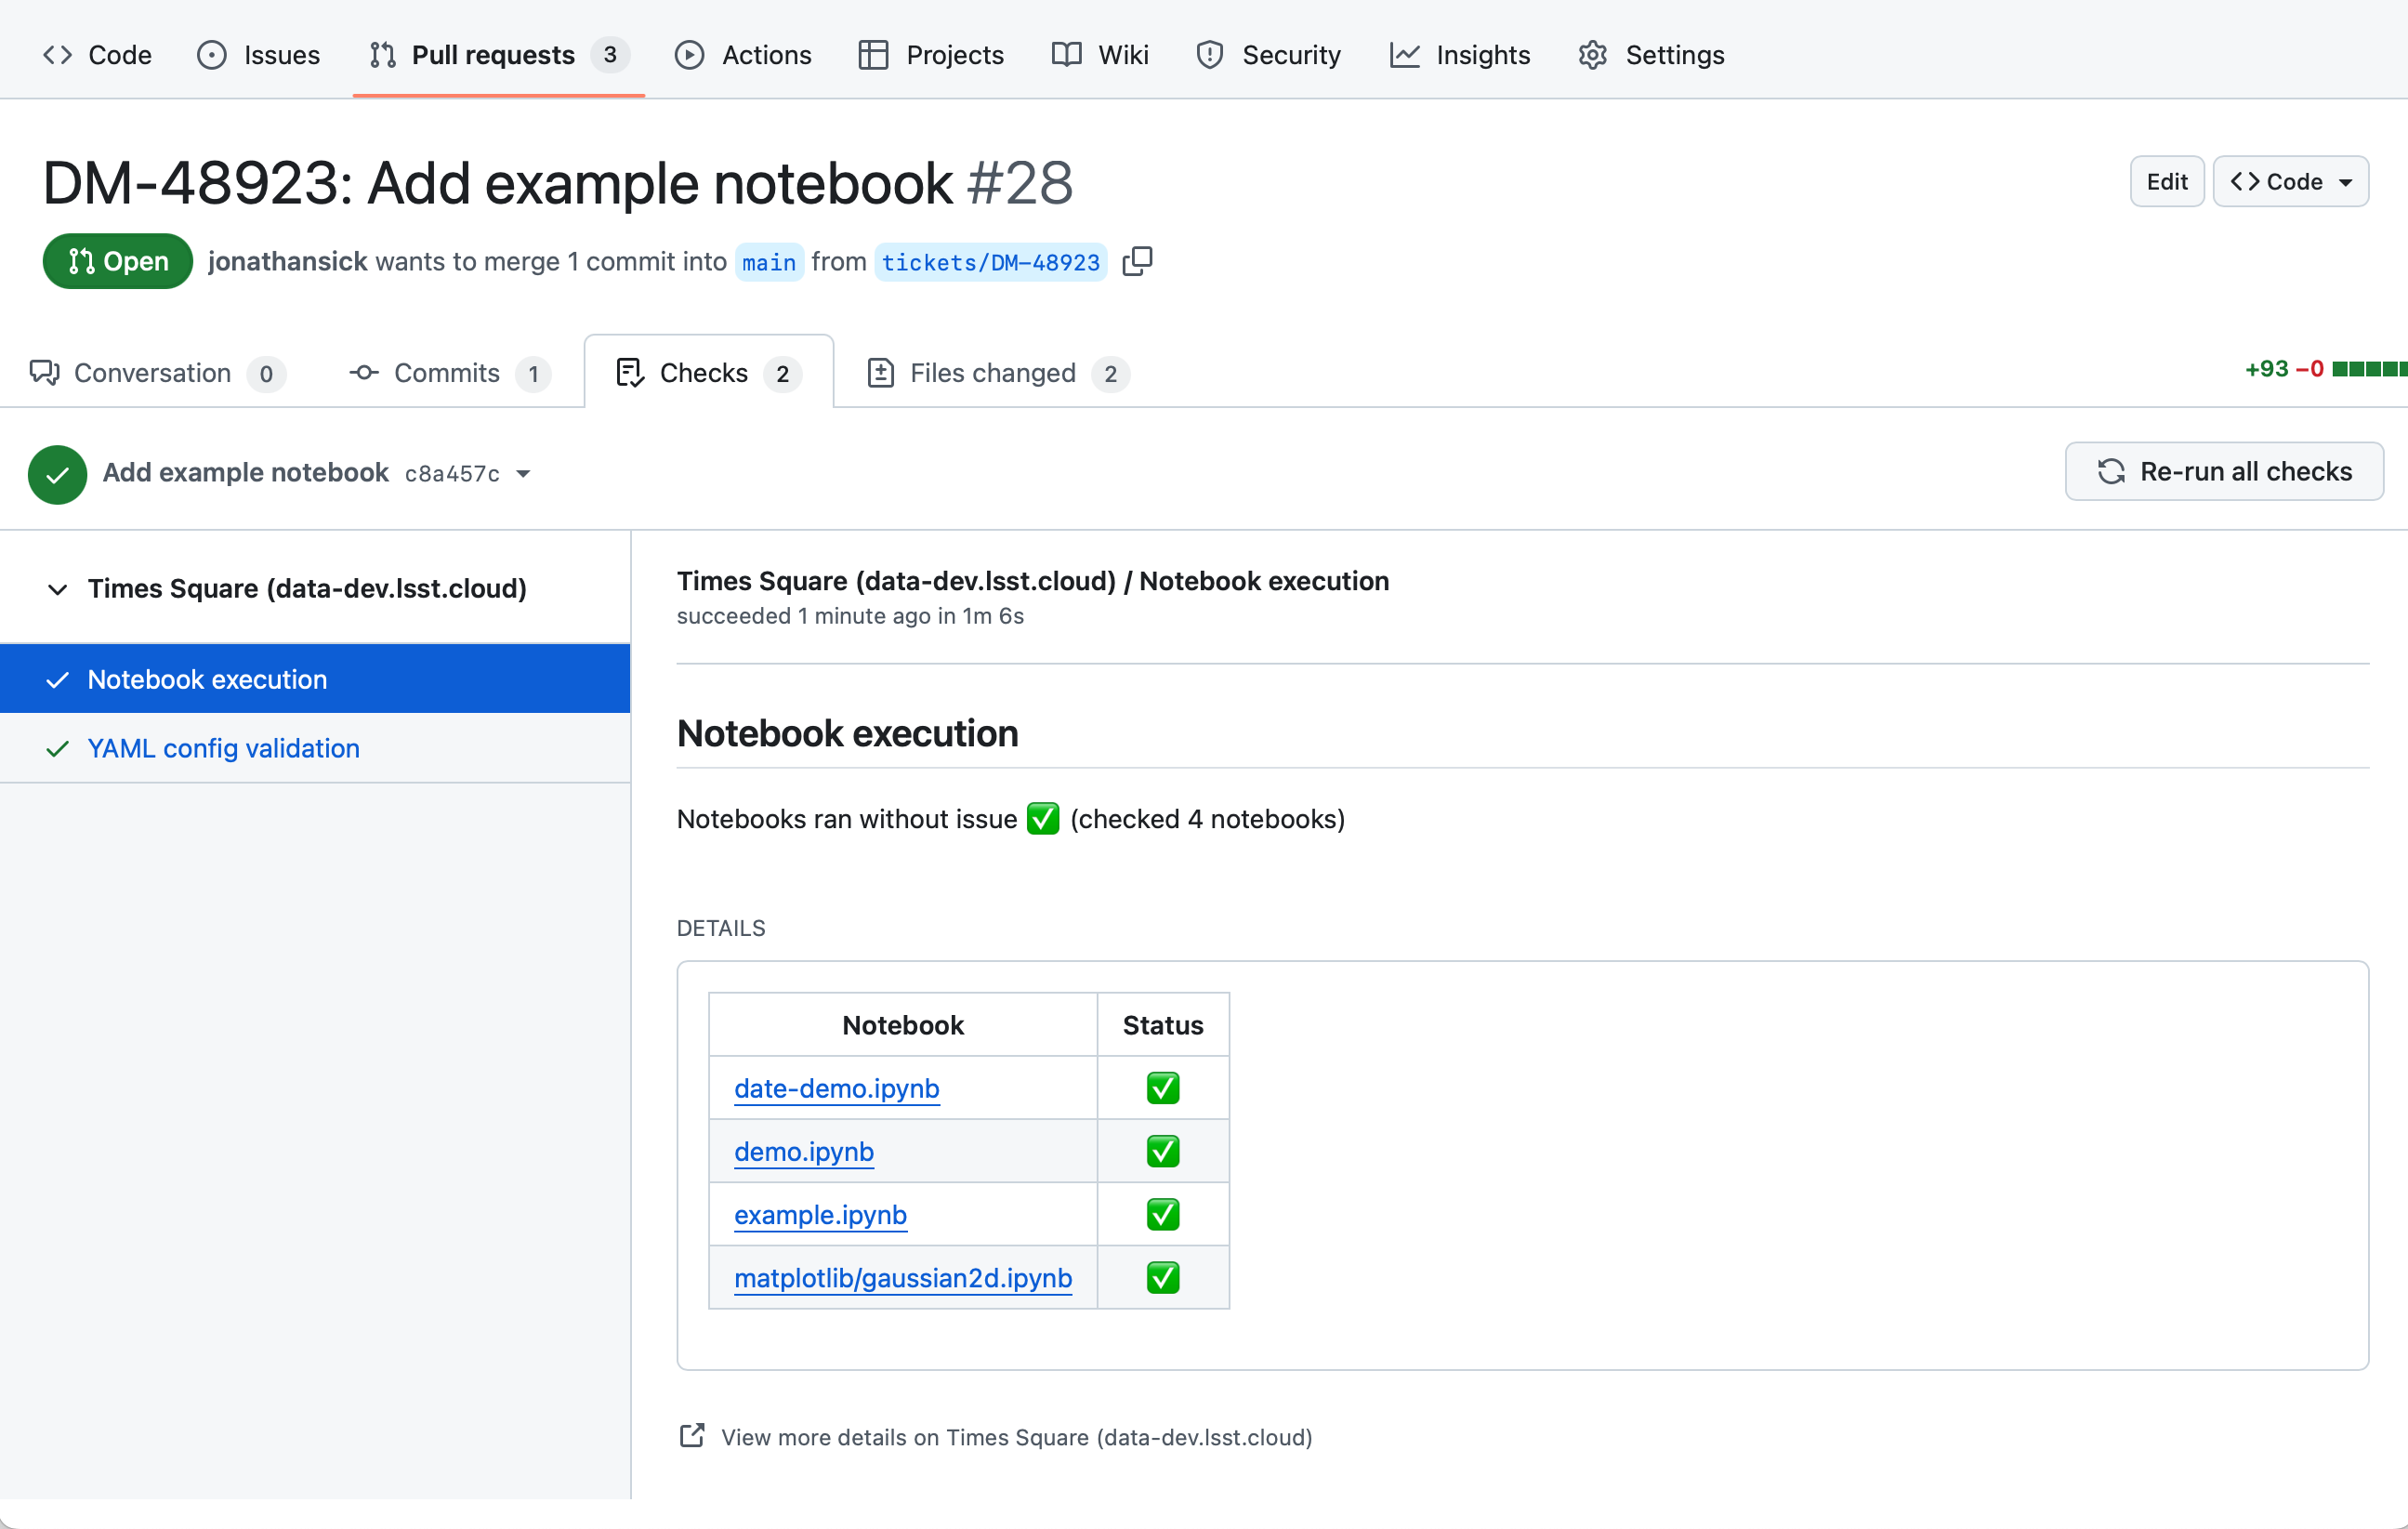 Code Issues Pull requests 3 Actions Projects Wiki Security Insights Settings
DM-48923: Add example notebook #28
Edit Code
Open jonathansick wants to merge 1 commit into main from tickets/DM-48923
Conversation 0 Commits 1 Checks 2 Files changed 2 +93 −0
Add example notebook c8a457c
Re-run all checks
Times Square (data-dev.lsst.cloud)
Notebook execution
YAML config validation
Times Square (data-dev.lsst.cloud) / Notebook execution
succeeded 1 minute ago in 1m 6s
Notebook execution
Notebooks ran without issue ✅ (checked 4 notebooks)
DETAILS
Notebook Status
date-demo.ipynb ✅
demo.ipynb ✅
example.ipynb ✅
matplotlib/gaussian2d.ipynb ✅
View more details on Times Square (data-dev.lsst.cloud)